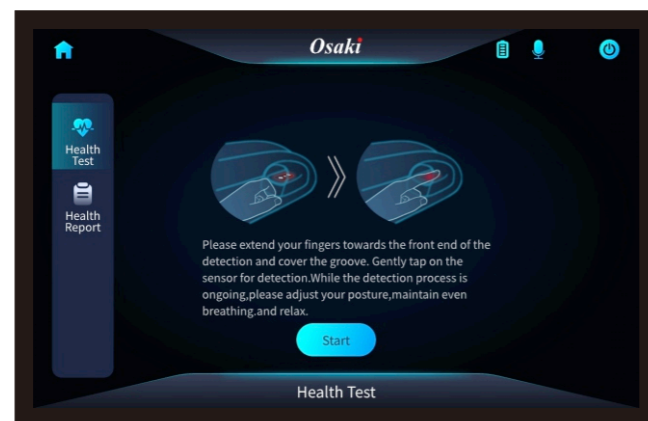 Osaki
Health
Test
Health
Report
Please extend your fingers towards the front end of the
detection and cover the groove. Gently tap on the
sensor for detection.While the detection process is
ongoing,please adjust your posture,maintain even
breathing.and relax.
Start
Health Test